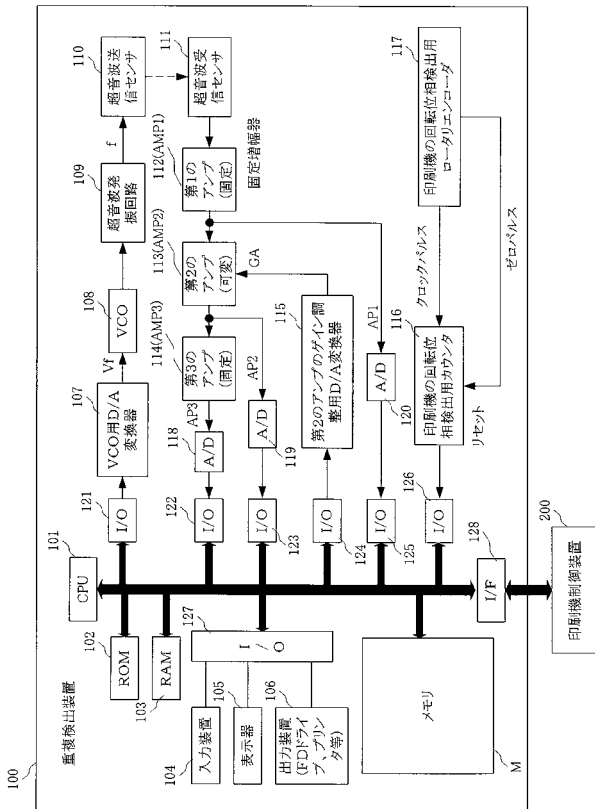 100
重複検出装置
101
CPU
102
ROM
103
RAM
104
入力装置
105
表示器
106
出力装置
(FDドライ
ブ、プリン
タ等)
127
I/O
メモリ
M
121
I/O
107
VCO用D/A
変換器
Vf
108
VCO
109
超音波発
振回路
f
110
超音波送
信センサ
111
超音波受
信センサ
固定増幅器
112(AMP1)
第1の
アンプ
(固定)
113(AMP2)
第2の
アンプ
(可変)
GA
114(AMP3)
第3の
アンプ
(固定)
AP3
118
A/D
122
I/O
AP2
A/D
119
I/O
123
115
第2のアンプのゲイン調
整用D/A変換器
I/O
124
AP1
A/D
120
I/O
125
116
印刷機の回転位
相検出用カウンタ
クロックパルス
リセット
ゼロパルス
117
印刷機の回転位相検出用
ロータリエンコーダ
126
I/O
128
I/F
200
印刷機制御装置